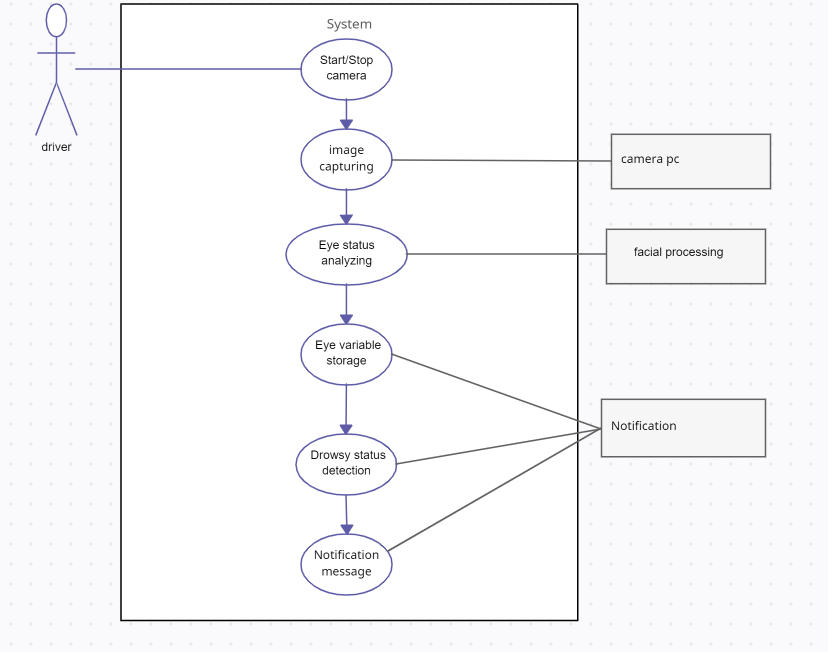 System
Start/Stop
camera
driver
image
capturing
camera pc
Eye status
analyzing
facial processing
Eye variable
storage
Notification
Drowsy status
detection
Notification
message